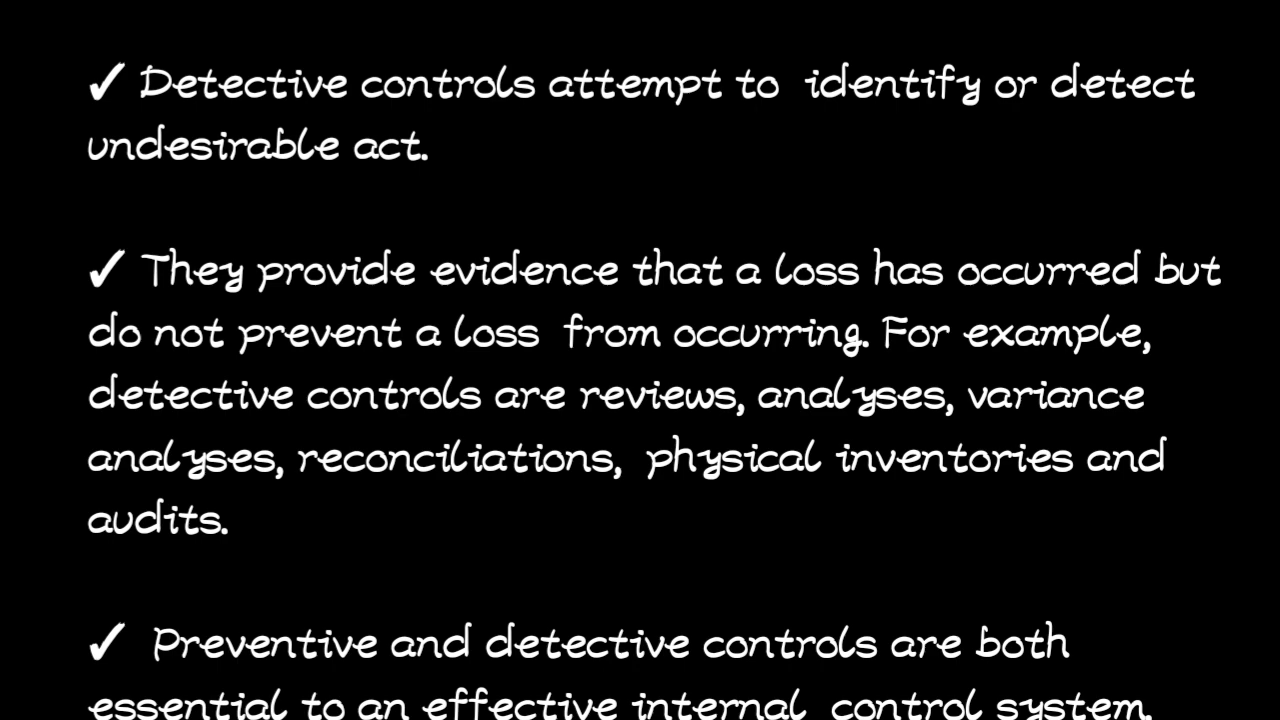 ✓ Detective controls attempt to identify or detect
undesirable act.
✓ They provide evidence that a loss has occurred but
do not prevent a loss from occurring. For example,
detective controls are reviews, analyses, variance
analyses, reconciliations, physical inventories and
audits.
✓ Preventive and detective controls are both
essential to an effective internal control system.